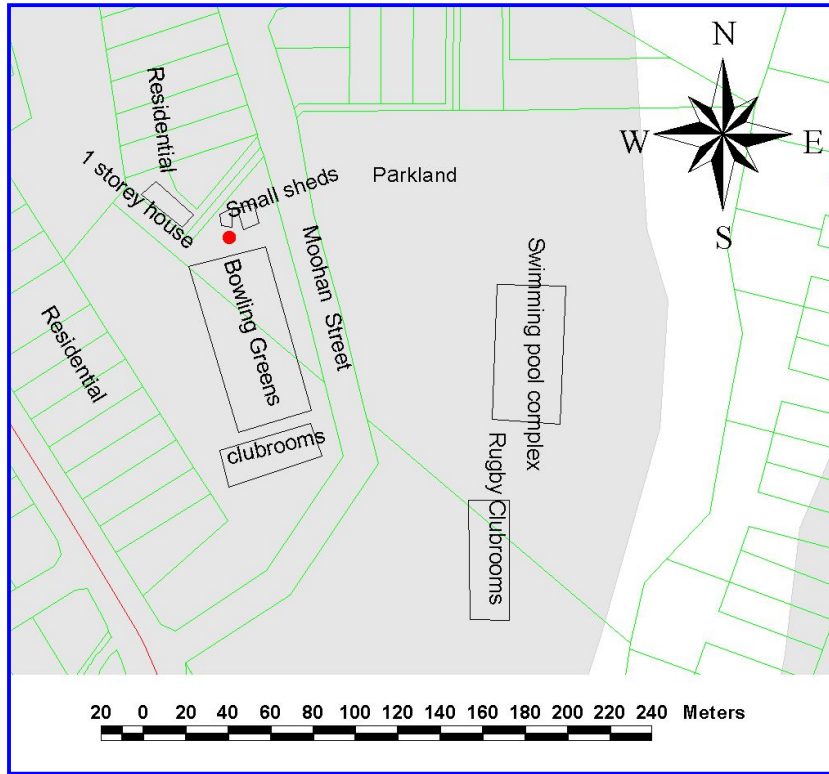 N
W E
S
Residential
1 storey house
Small sheds
Parkland
Moohan Street
Bowling Greens
Residential
clubrooms
Swimming pool complex
Rugby Clubrooms
20 0 20 40 60 80 100 120 140 160 180 200 220 240 Meters